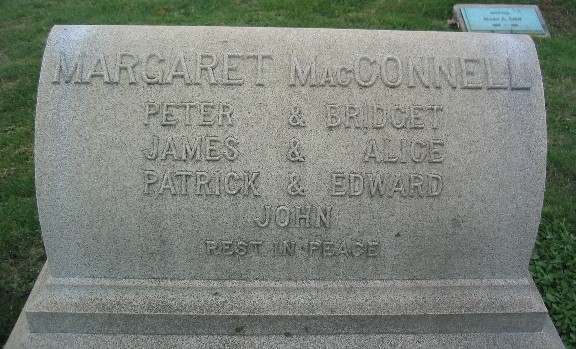 MARGARET MacCONNELL
PETER & BRIDGET
JAMES & ALICE
PATRICK & EDWARD
JOHN
REST IN PEACE